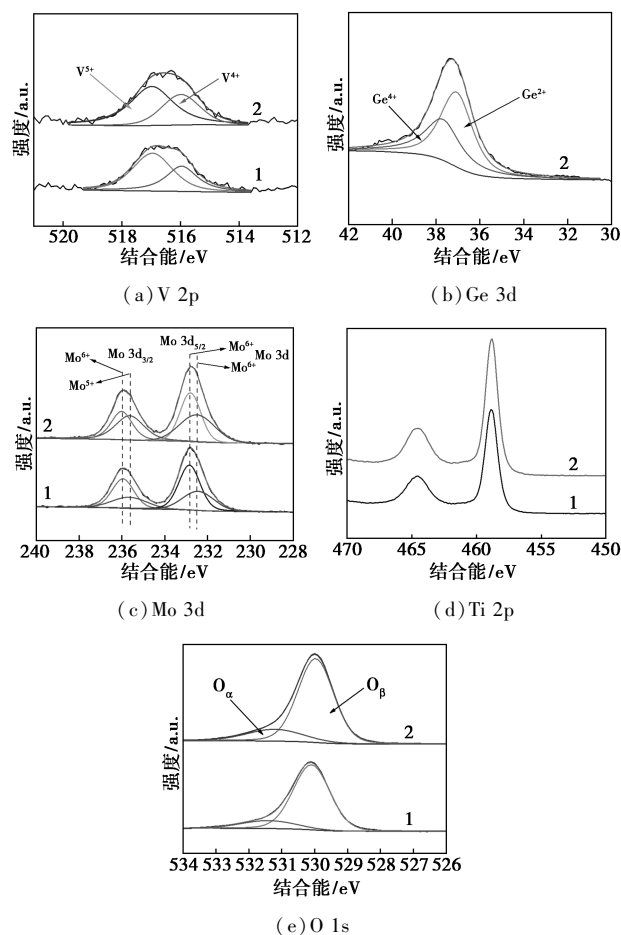 V⁵⁺
V⁴⁺
2
1
强度/a.u.
520 518 516 514 512
结合能/eV
(a)V 2p
Ge⁴⁺
Ge²⁺
2
强度/a.u.
42 40 38 36 34 32 30
结合能/eV
(b)Ge 3d
Mo 3d₅/₂
Mo⁶⁺ Mo 3d₃/₂ Mo⁶⁺ Mo 3d
Mo⁵⁺ Mo⁶⁺
2
1
强度/a.u.
240 238 236 234 232 230 228
结合能/eV
(c)Mo 3d
2
1
强度/a.u.
470 465 460 455 450
结合能/eV
(d)Ti 2p
Oα
Oβ
2
1
强度/a.u.
534 533 532 531 530 529 528 527 526
结合能/eV
(e)O 1s